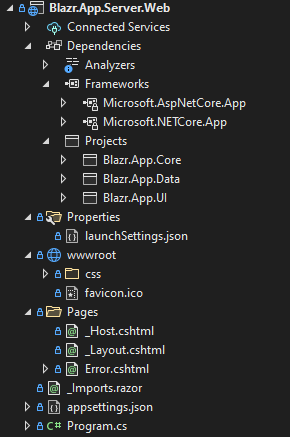 Blazr.App.Server.Web
Connected Services
Dependencies
Analyzers
Frameworks
Microsoft.AspNetCore.App
Microsoft.NETCore.App
Projects
Blazr.App.Core
Blazr.App.Data
Blazr.App.UI
Properties
launchSettings.json
wwwroot
css
favicon.ico
Pages
_Host.cshtml
_Layout.cshtml
Error.cshtml
_Imports.razor
appsettings.json
C# Program.cs